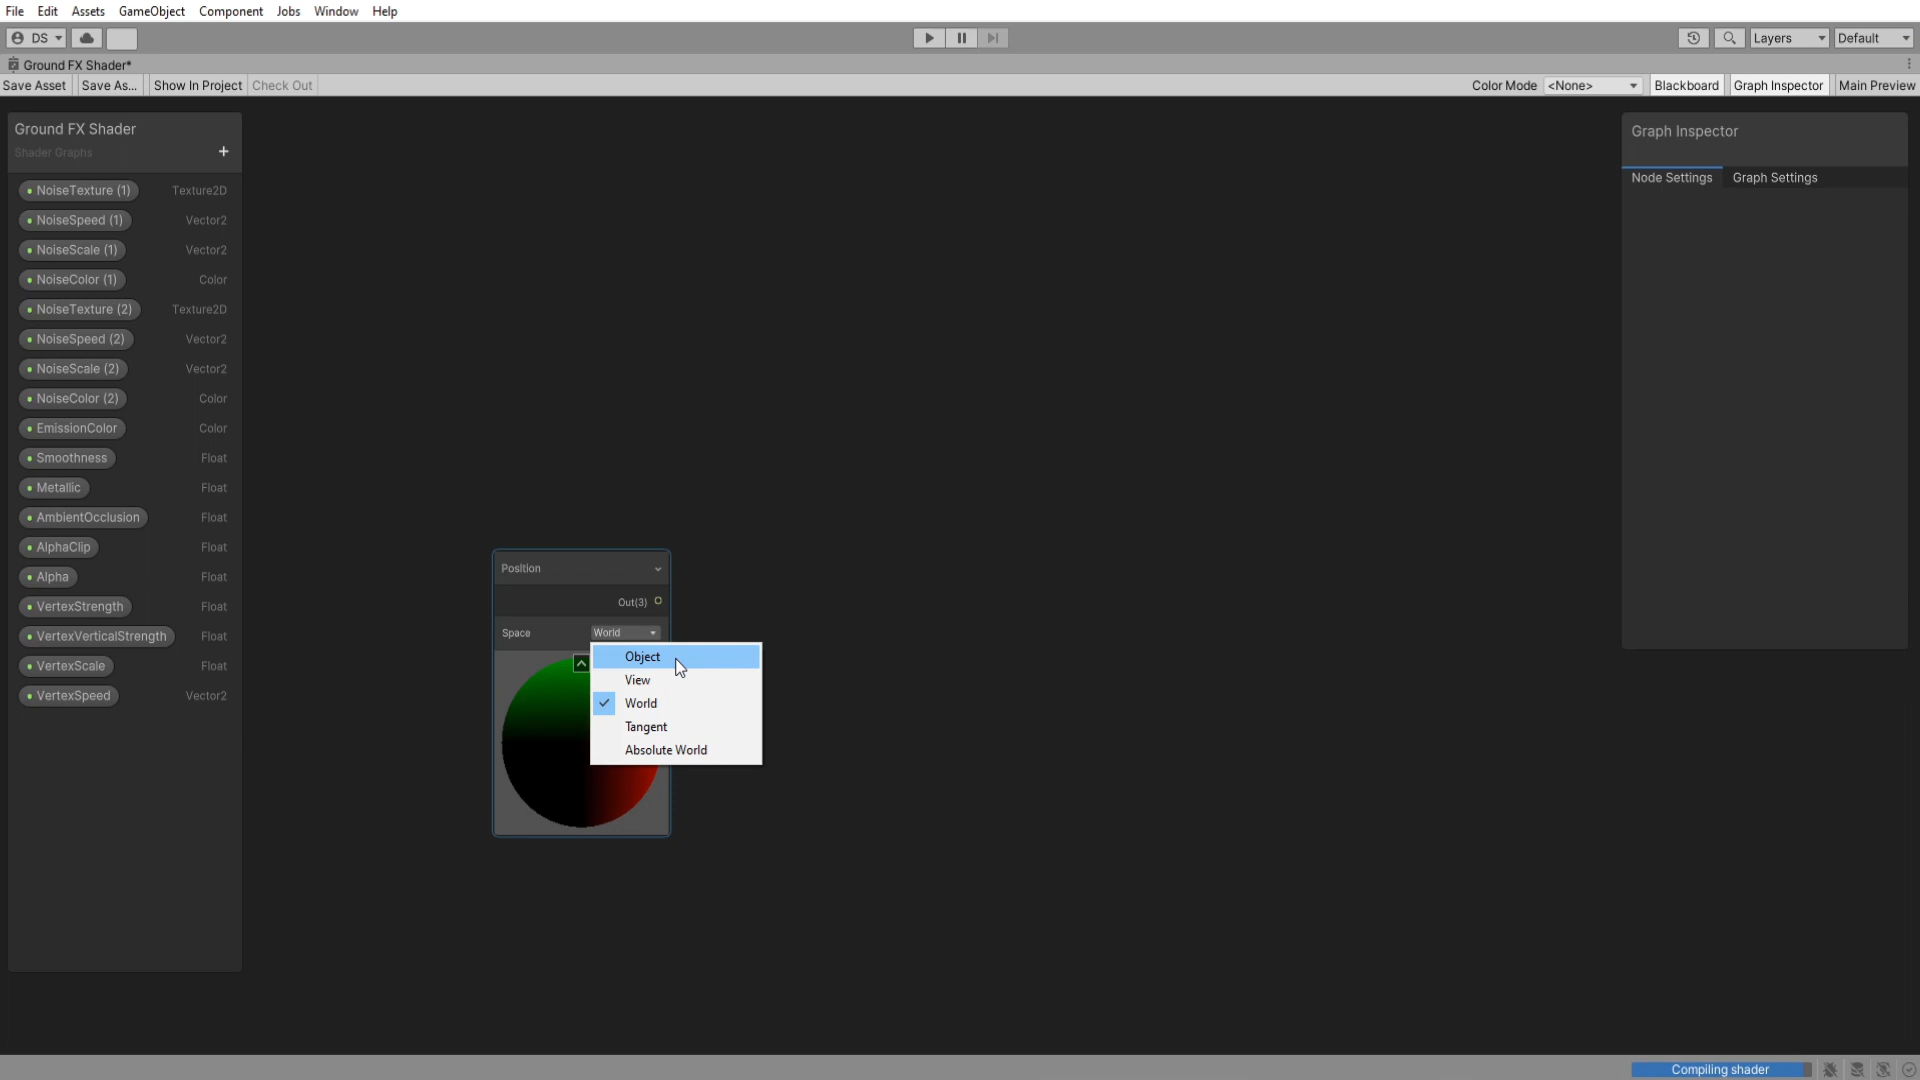 File Edit Assets GameObject Component Jobs Window Help
DS Layers Default
Ground FX Shader*
Save Asset Save As... Show In Project Check Out Color Mode <None> Blackboard Graph Inspector Main Preview
Ground FX Shader
Shader Graphs +
NoiseTexture (1) Texture2D
NoiseSpeed (1) Vector2
NoiseScale (1) Vector2
NoiseColor (1) Color
NoiseTexture (2) Texture2D
NoiseSpeed (2) Vector2
NoiseScale (2) Vector2
NoiseColor (2) Color
EmissionColor Color
Smoothness Float
Metallic Float
AmbientOcclusion Float
AlphaClip Float
Alpha Float
VertexStrength Float
VertexVerticalStrength Float
VertexScale Float
VertexSpeed Vector2
Position
Out(3)
Space World
Object
View
World
Tangent
Absolute World
Graph Inspector
Node Settings Graph Settings
Compiling shader